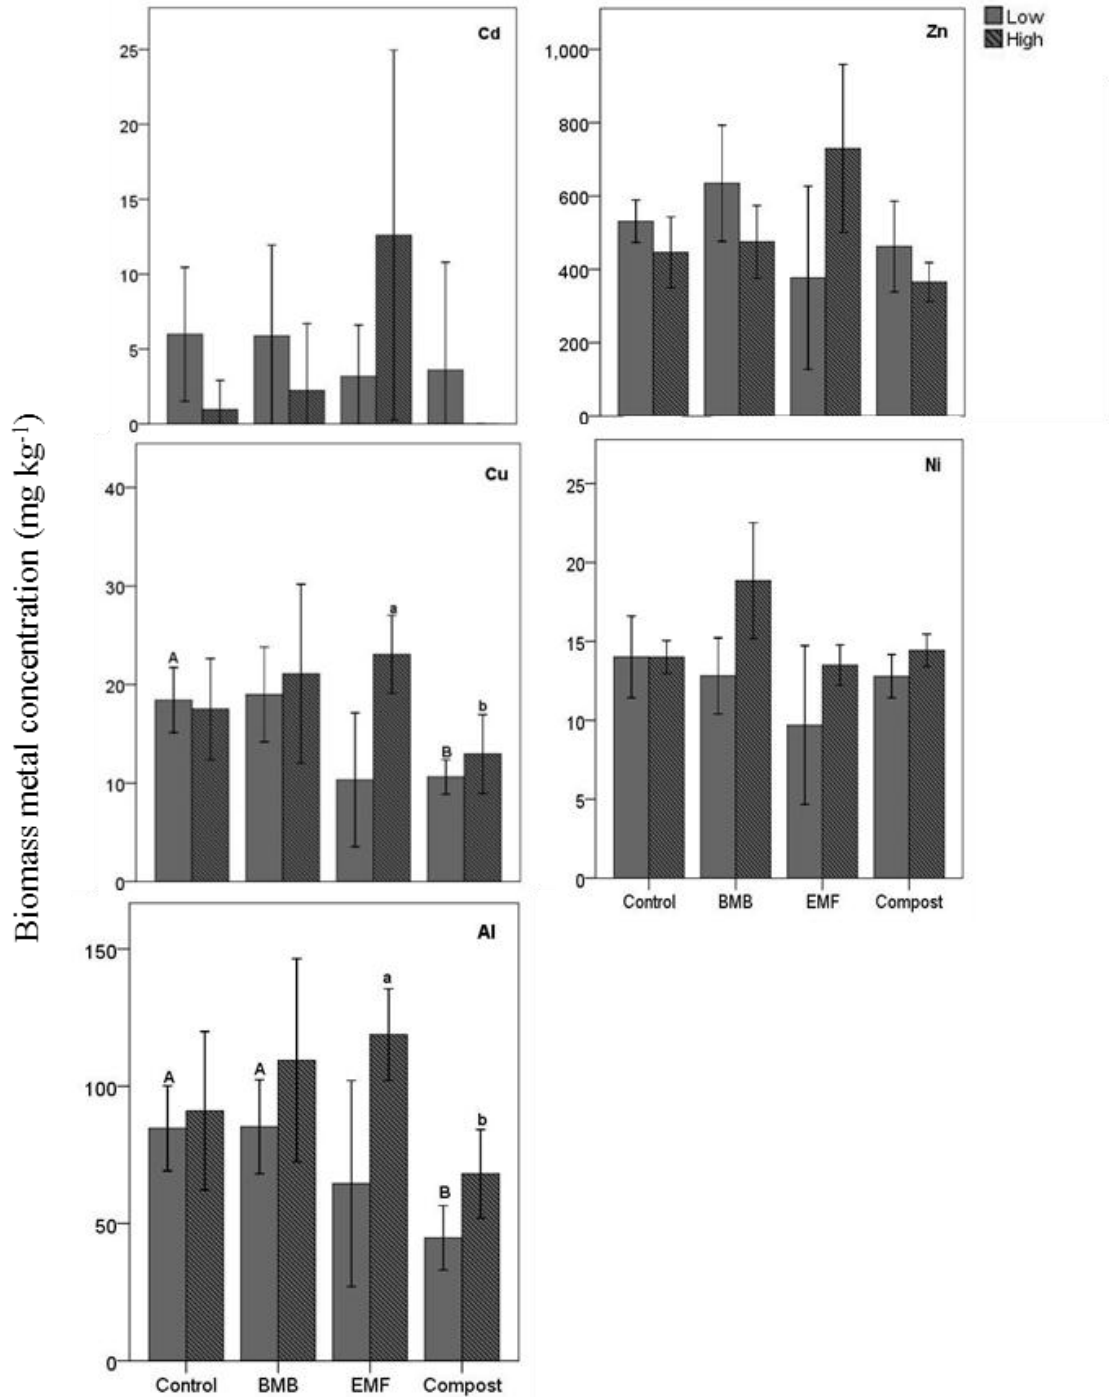 Biomass metal concentration (mg kg-1)
Low
High
Cd
25
20
15
10
5
0
Zn
1,000
800
600
400
200
0
Cu
40
30
20
10
0
A
a
B
b
Ni
25
20
15
10
5
0
Control BMB EMF Compost
Al
150
100
50
0
A
A
a
B
b
Control BMB EMF Compost